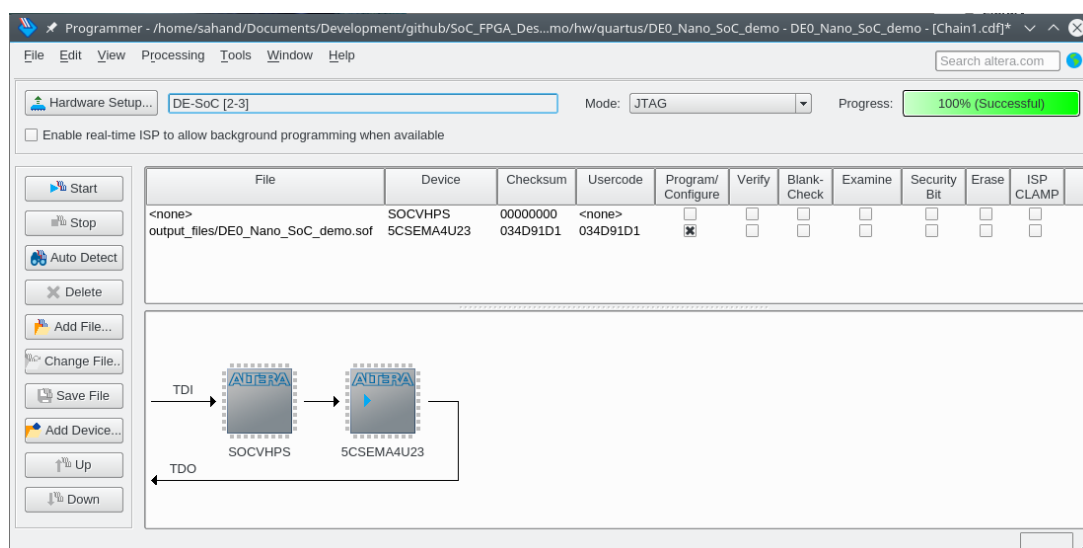 Programmer - /home/sahand/Documents/Development/github/SoC_FPGA_Des...mo/hw/quartus/DE0_Nano_SoC_demo - DE0_Nano_SoC_demo - [Chain1.cdf]*
File Edit View Processing Tools Window Help
Search altera.com
Hardware Setup... DE-SoC [2-3] Mode: JTAG Progress: 100% (Successful)
Enable real-time ISP to allow background programming when available
Start
Stop
Auto Detect
Delete
Add File...
Change File..
Save File
Add Device...
Up
Down
File Device Checksum Usercode Program/ Verify Blank- Examine Security Erase ISP
Configure Check Bit CLAMP
<none> SOCVHPS 00000000 <none>
output_files/DE0_Nano_SoC_demo.sof 5CSEMA4U23 034D91D1 034D91D1
ALTERA ALTERA
TDI
SOCVHPS 5CSEMA4U23
TDO